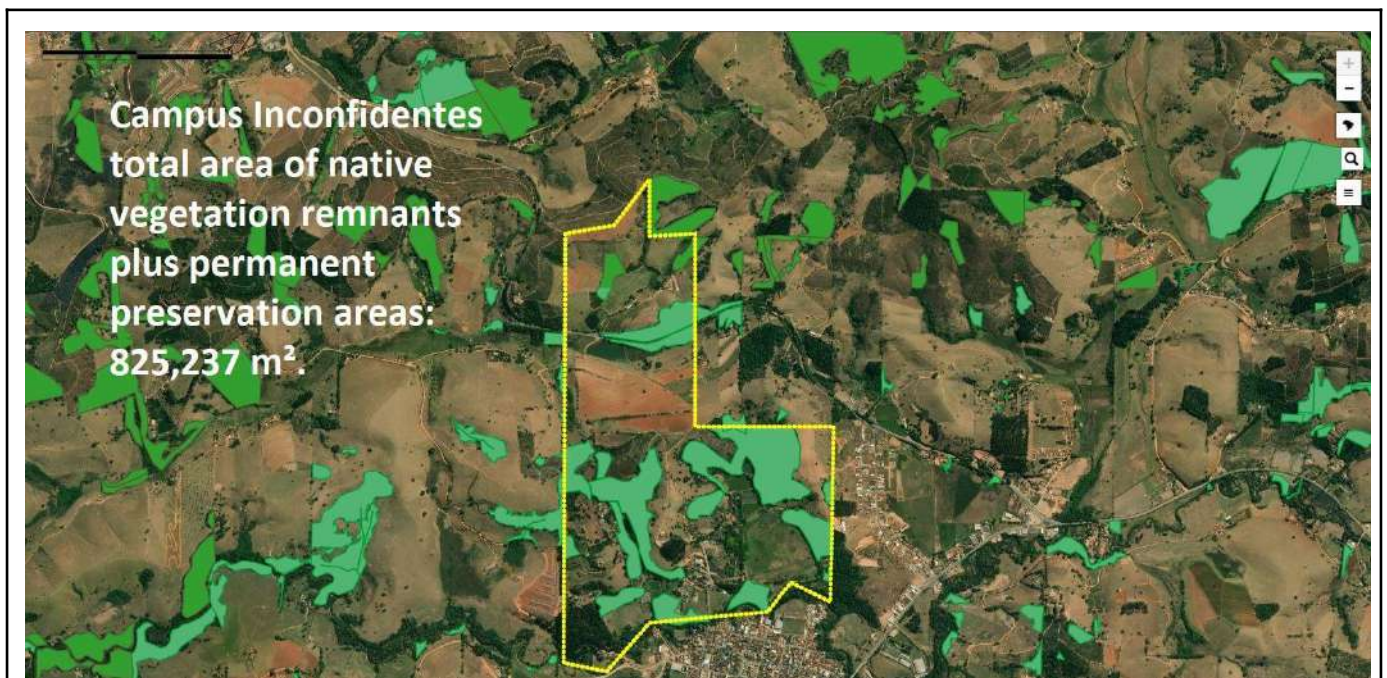 Campus Inconfidentes
total area of native
vegetation remnants
plus permanent
preservation areas:
825,237 m².